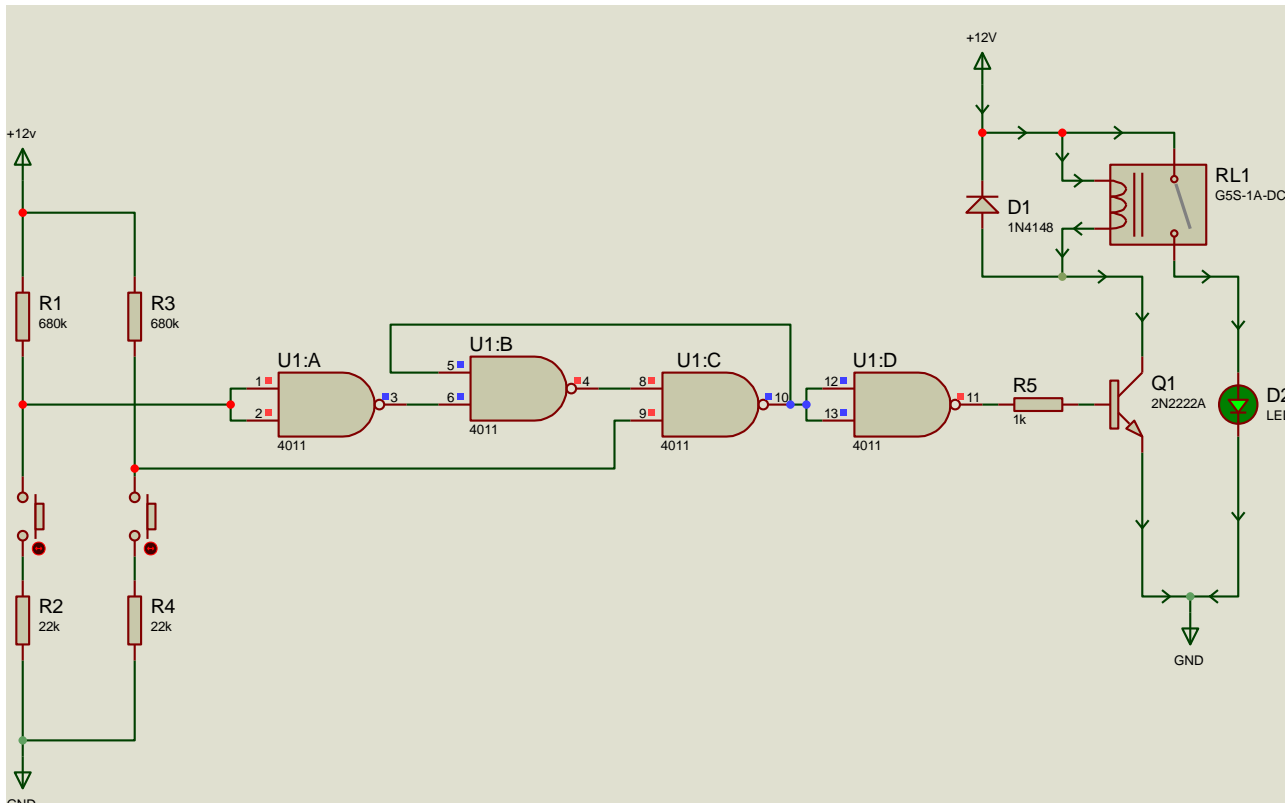 +12V
+12v
RL1
G5S-1A-DC
D1
1N4148
R1
680k
R3
680k
U1:A
1
2
3
4011
U1:B
5
6
4
4011
U1:C
8
9
10
4011
U1:D
12
13
11
4011
R5
1k
Q1
2N2222A
D2
LED
R2
22k
R4
22k
GND
GND